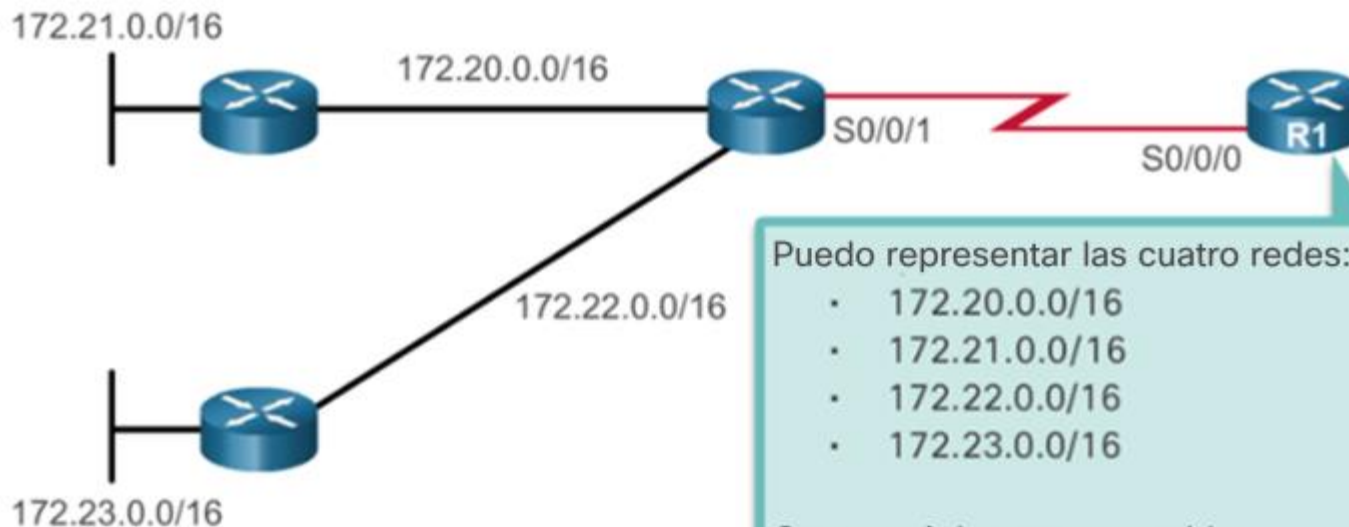 172.21.0.0/16
172.20.0.0/16
S0/0/1
S0/0/0
R1
172.22.0.0/16
172.23.0.0/16
Puedo representar las cuatro redes:
· 172.20.0.0/16
· 172.21.0.0/16
· 172.22.0.0/16
· 172.23.0.0/16